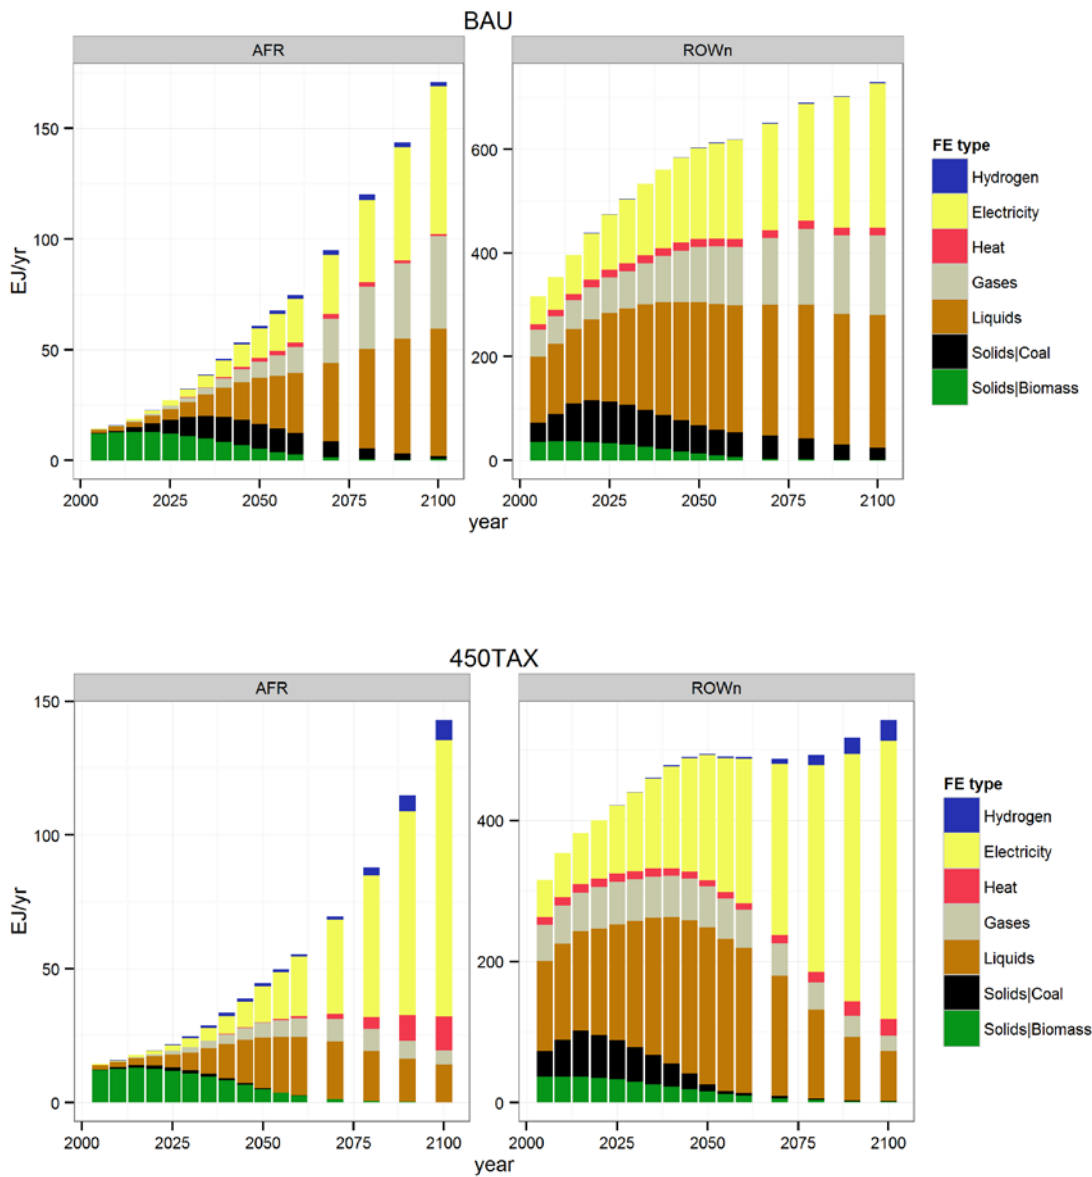 BAU
AFR
ROWn
EJ/yr
150
100
50
0
600
400
200
0
2000
2025
2050
2075
2100
2000
2025
2050
2075
2100
year
FE type
Hydrogen
Electricity
Heat
Gases
Liquids
Solids|Coal
Solids|Biomass
450TAX
AFR
ROWn
EJ/yr
150
100
50
0
400
200
0
2000
2025
2050
2075
2100
2000
2025
2050
2075
2100
year
FE type
Hydrogen
Electricity
Heat
Gases
Liquids
Solids|Coal
Solids|Biomass